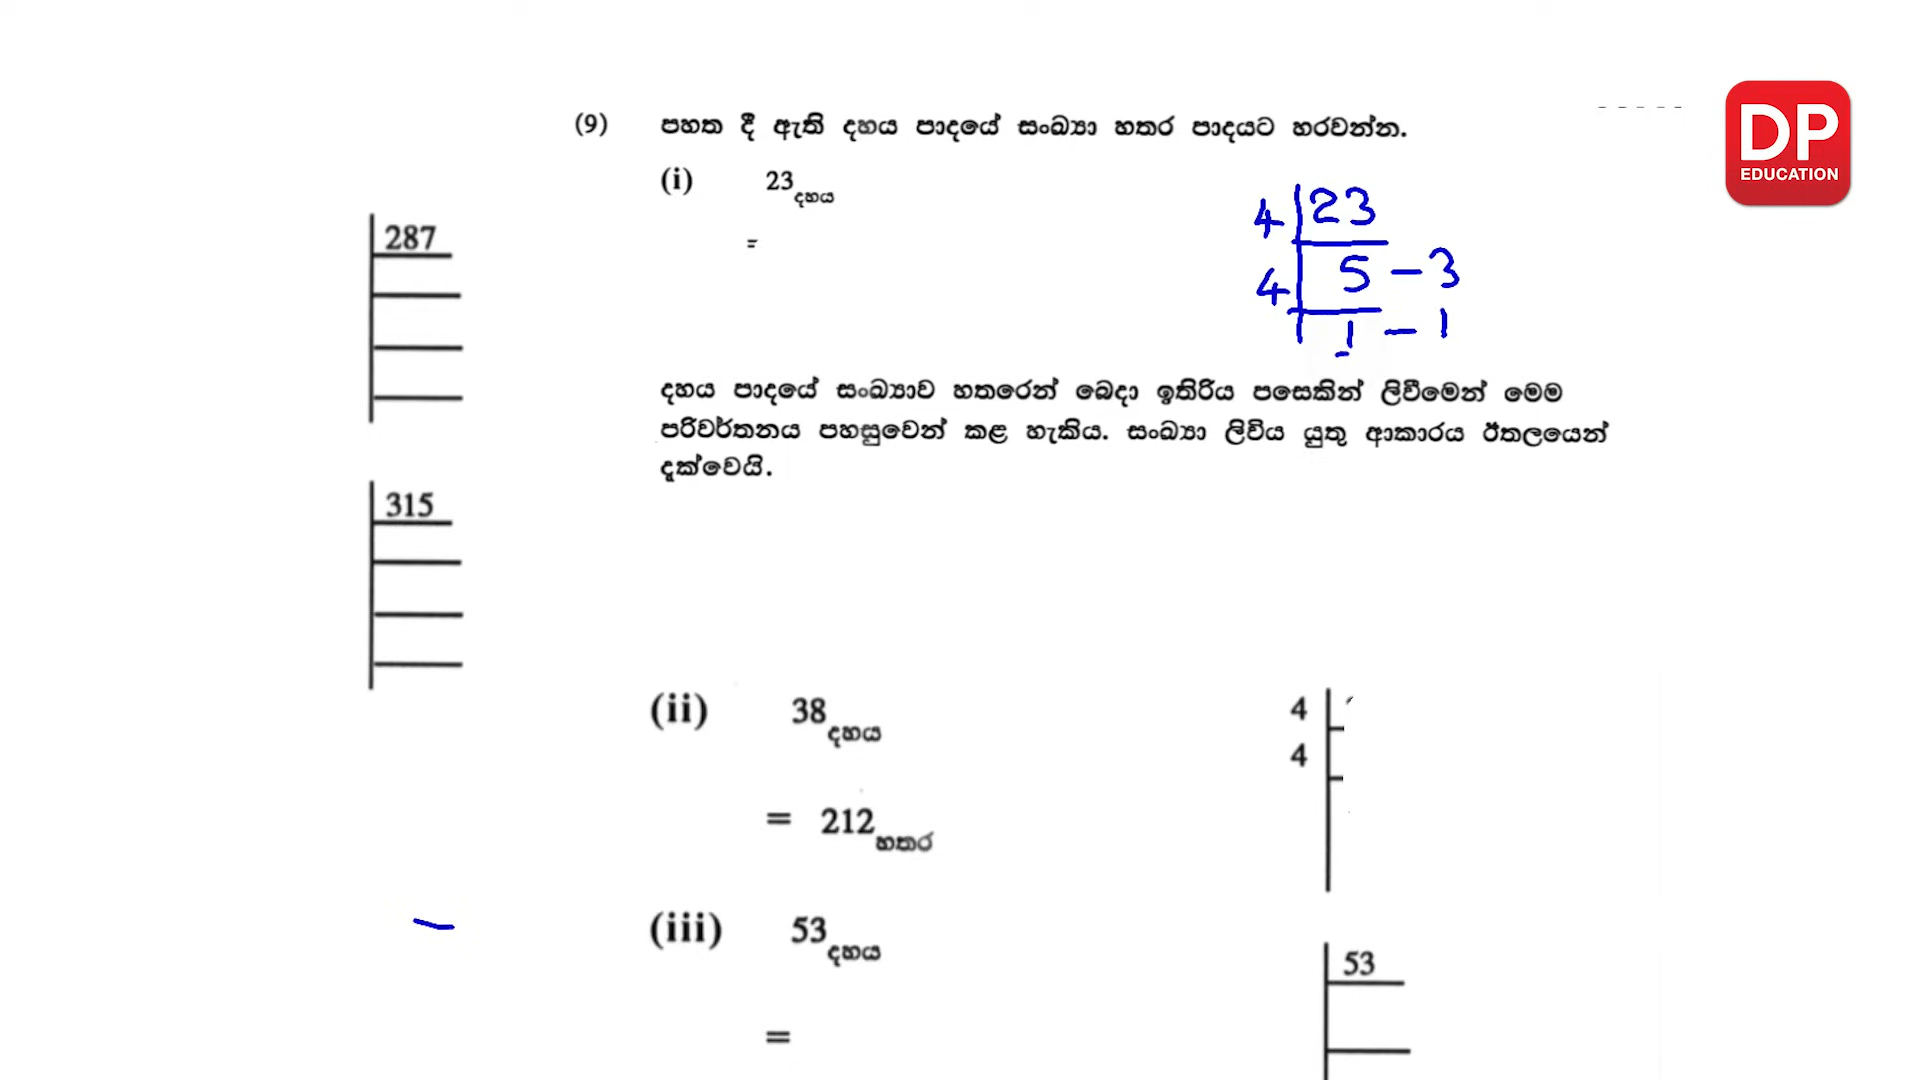 DP
EDUCATION
(9) පහත දී ඇති දහය පාදයේ සංඛ්‍යා හතර පාදයට හරවන්න.
(i) 23දහය
=
4 23
4 5 – 3
1 – 1
දහය පාදයේ සංඛ්‍යාව හතරෙන් බෙදා ඉතිරිය පසෙකින් ලිවීමෙන් මෙම
පරිවර්තනය පහසුවෙන් කළ හැකිය. සංඛ්‍යා ලිවිය යුතු ආකාරය ඊතලයෙන්
දැක්වෙයි.
287
315
(ii) 38දහය
= 212හතර
4
4
(iii) 53දහය
=
53